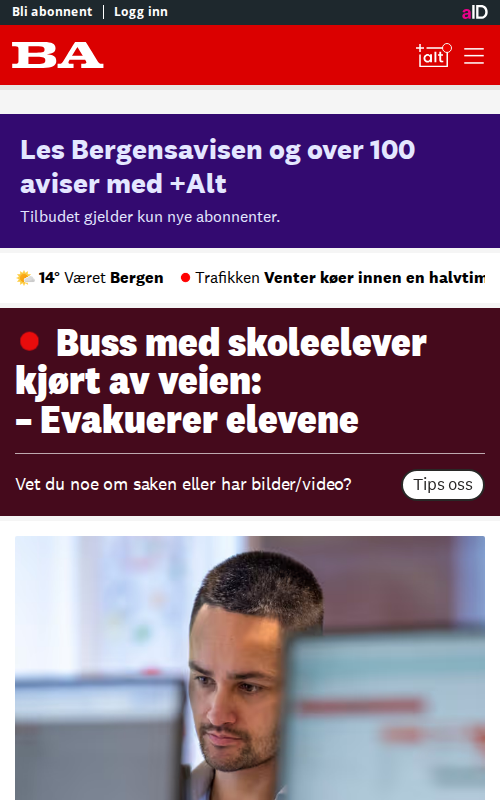 Bli abonnent | Logg inn
aID
BA
+alt
Les Bergensavisen og over 100
aviser med +Alt
Tilbudet gjelder kun nye abonnenter.
14° Været Bergen Trafikken Venter køer innen en halvtim
Buss med skoleelever
kjørt av veien:
– Evakuerer elevene
Vet du noe om saken eller har bilder/video? Tips oss